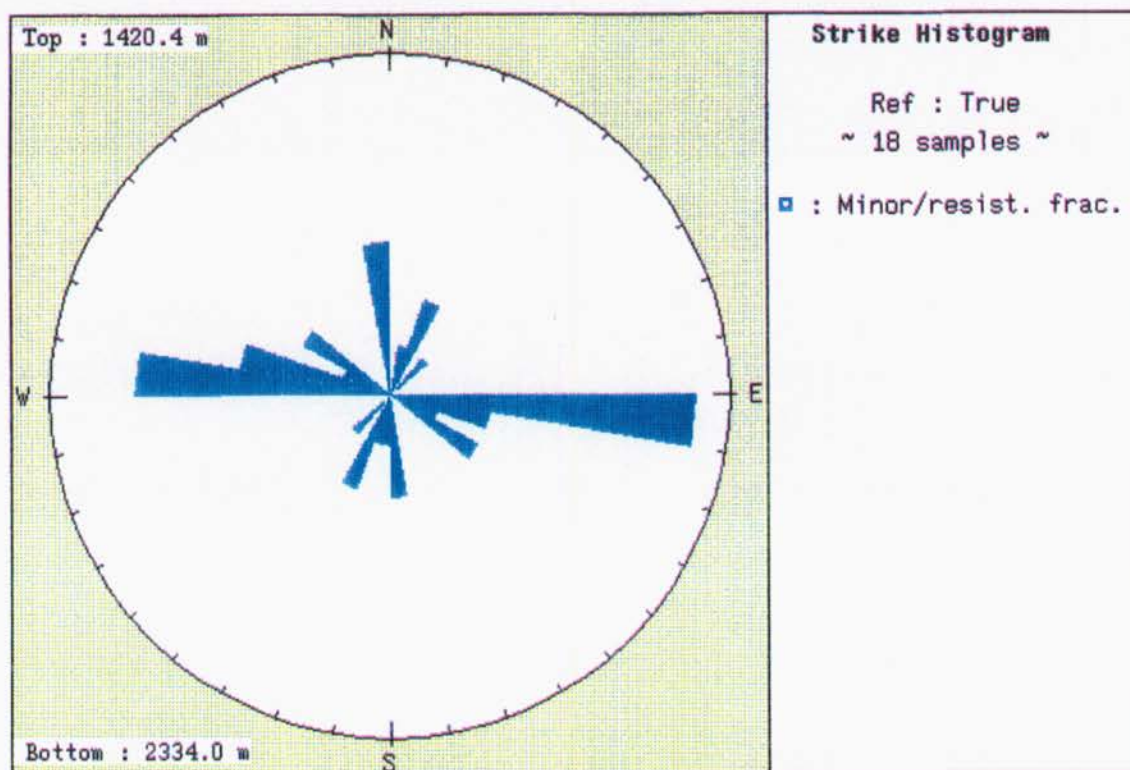 Top : 1420.4 m
N
W
E
S
Bottom : 2334.0 m
Strike Histogram
Ref : True
~ 18 samples ~
: Minor/resist. frac.